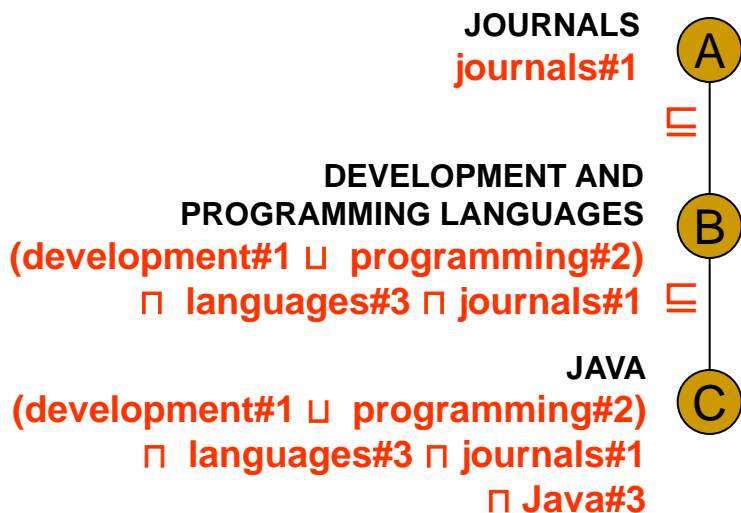 JOURNALS
journals#1
A
⊑
DEVELOPMENT AND
PROGRAMMING LANGUAGES
(development#1 ⊔ programming#2)
⊓ languages#3 ⊓ journals#1
B
⊑
JAVA
(development#1 ⊔ programming#2)
⊓ languages#3 ⊓ journals#1
⊓ Java#3
C